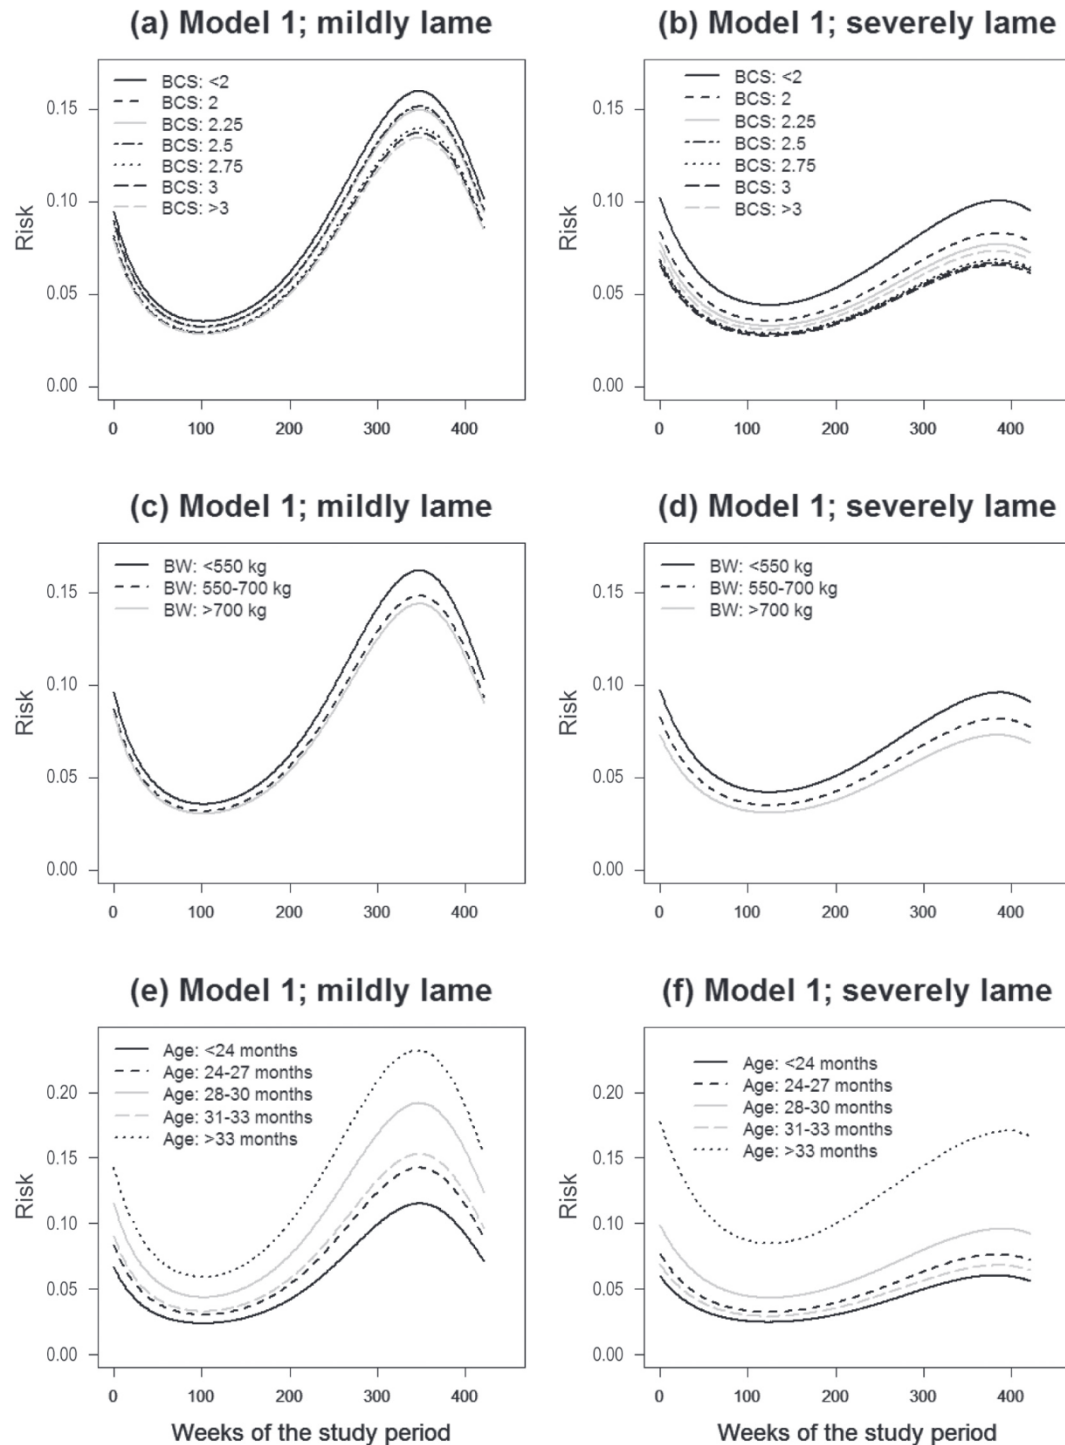 (a) Model 1; mildly lame
(b) Model 1; severely lame
Risk
0.15
0.10
0.05
0.00
BCS: <2
BCS: 2
BCS: 2.25
BCS: 2.5
BCS: 2.75
BCS: 3
BCS: >3
0 100 200 300 400
Risk
0.15
0.10
0.05
0.00
BCS: <2
BCS: 2
BCS: 2.25
BCS: 2.5
BCS: 2.75
BCS: 3
BCS: >3
0 100 200 300 400
(c) Model 1; mildly lame
(d) Model 1; severely lame
Risk
0.15
0.10
0.05
0.00
BW: <550 kg
BW: 550-700 kg
BW: >700 kg
0 100 200 300 400
Risk
0.15
0.10
0.05
0.00
BW: <550 kg
BW: 550-700 kg
BW: >700 kg
0 100 200 300 400
(e) Model 1; mildly lame
(f) Model 1; severely lame
Risk
0.20
0.15
0.10
0.05
0.00
Age: <24 months
Age: 24-27 months
Age: 28-30 months
Age: 31-33 months
Age: >33 months
0 100 200 300 400
Weeks of the study period
Risk
0.20
0.15
0.10
0.05
0.00
Age: <24 months
Age: 24-27 months
Age: 28-30 months
Age: 31-33 months
Age: >33 months
0 100 200 300 400
Weeks of the study period